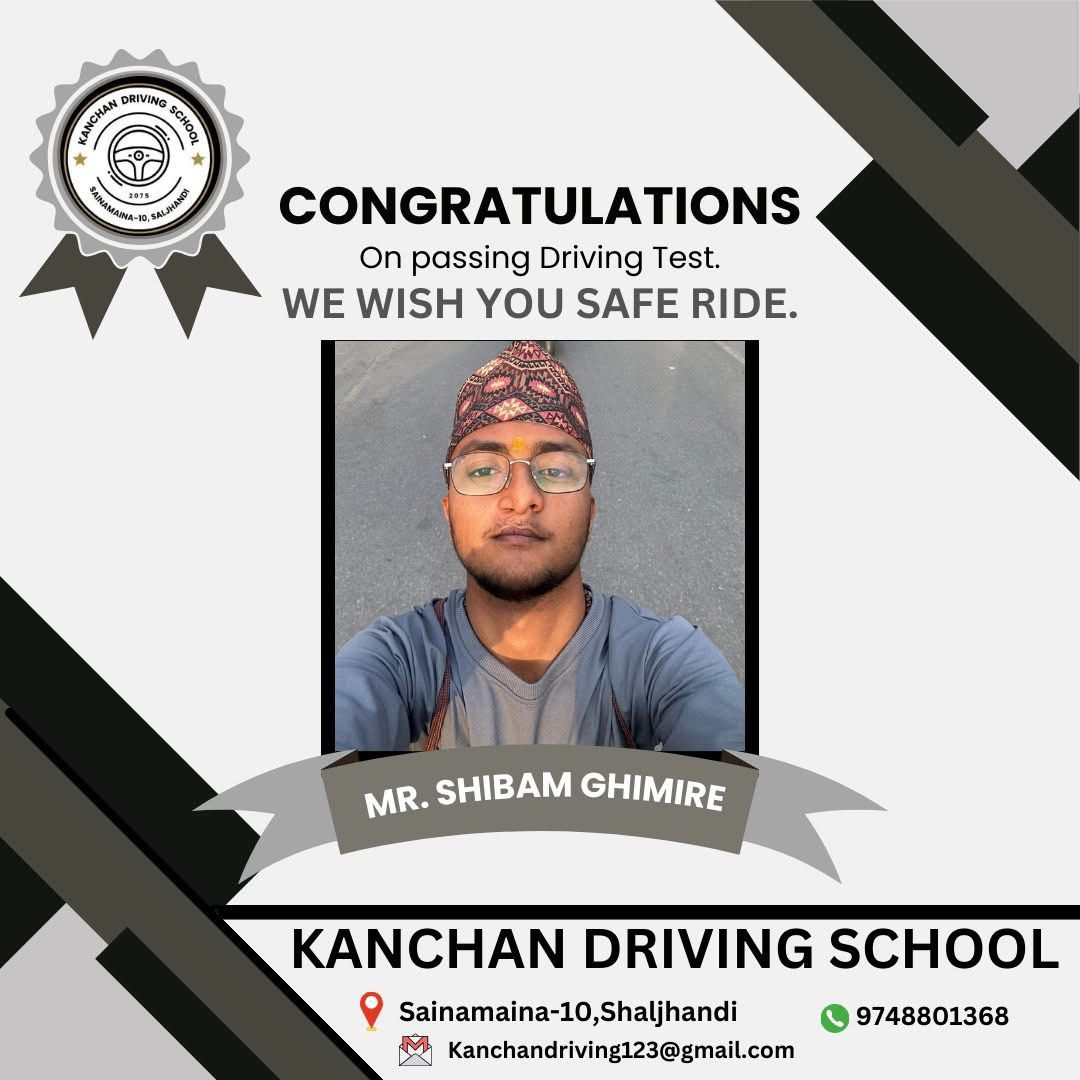 KANCHAN DRIVING SCHOOL
2075
SAINAMAINA-10, SALJHANDI
CONGRATULATIONS
On passing Driving Test.
WE WISH YOU SAFE RIDE.
MR. SHIBAM GHIMIRE
KANCHAN DRIVING SCHOOL
Sainamaina-10,Shaljhandi
9748801368
Kanchandriving123@gmail.com